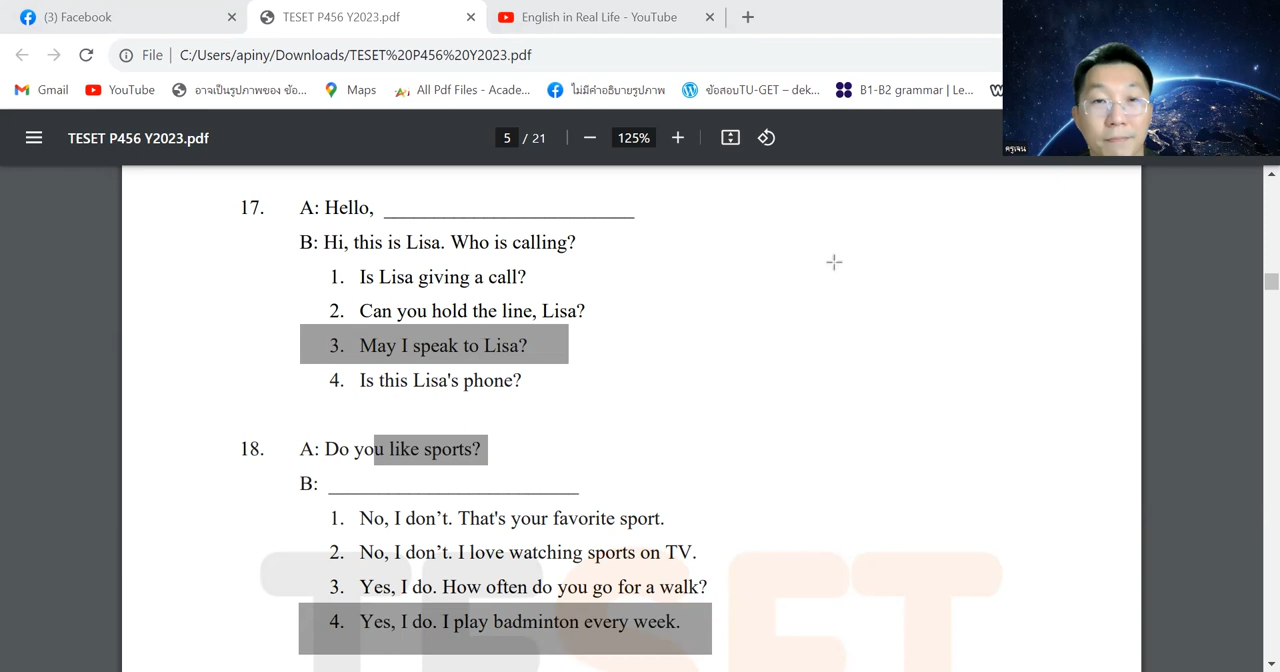 (3) Facebook
TESET P456 Y2023.pdf
English in Real Life - YouTube
File
C:/Users/apiny/Downloads/TESET%20P456%20Y2023.pdf
Gmail
YouTube
อาจเป็นรูปภาพของ ข้อ...
Maps
All Pdf Files - Acade...
ไม่มีคำอธิบายรูปภาพ
ข้อสอบTU-GET – dek...
B1-B2 grammar | Le...
ครูเจน
TESET P456 Y2023.pdf
5 / 21
125%
17. A: Hello, 
B: Hi, this is Lisa. Who is calling?
1. Is Lisa giving a call?
2. Can you hold the line, Lisa?
3. May I speak to Lisa?
4. Is this Lisa's phone?
18. A: Do you like sports?
B:
1. No, I don’t. That's your favorite sport.
2. No, I don’t. I love watching sports on TV.
3. Yes, I do. How often do you go for a walk?
4. Yes, I do. I play badminton every week.
TESET